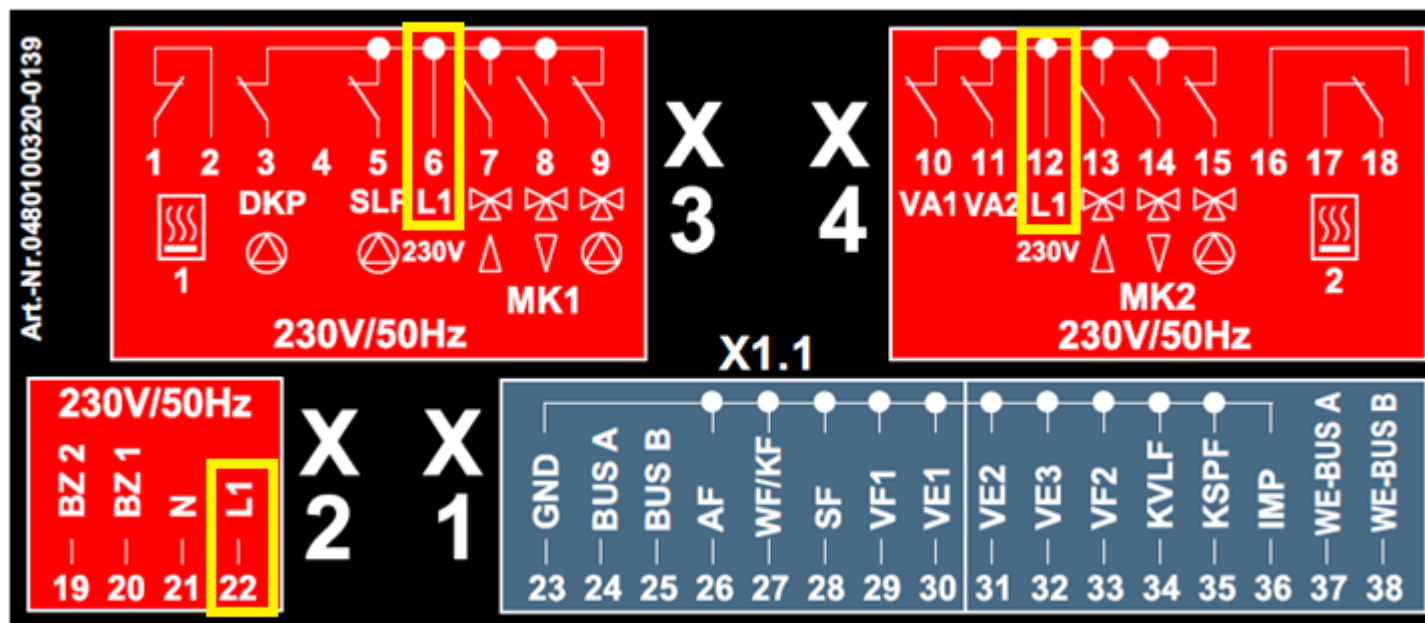 Art.-Nr.0480100320-0139
1 2 3 4 5 6 7 8 9
DKP SLP L1
230V
1
MK1
230V/50Hz
X
3
X
4
10 11 12 13 14 15 16 17 18
VA1 VA2 L1
230V
MK2
2
230V/50Hz
X1.1
230V/50Hz
BZ 2 BZ 1 N L1
19 20 21 22
X
2
X
1
GND BUS A BUS B AF WF/KF SF VF1 VE1 VE2 VE3 VF2 KVLF KSPF IMP WE-BUS A WE-BUS B
23 24 25 26 27 28 29 30 31 32 33 34 35 36 37 38